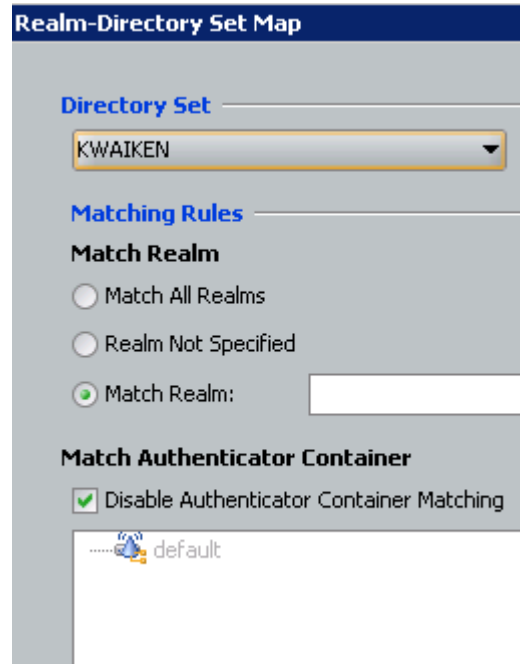 Realm-Directory Set Map
Directory Set
KWAIKEN
Matching Rules
Match Realm
Match All Realms
Realm Not Specified
Match Realm:
Match Authenticator Container
Disable Authenticator Container Matching
default